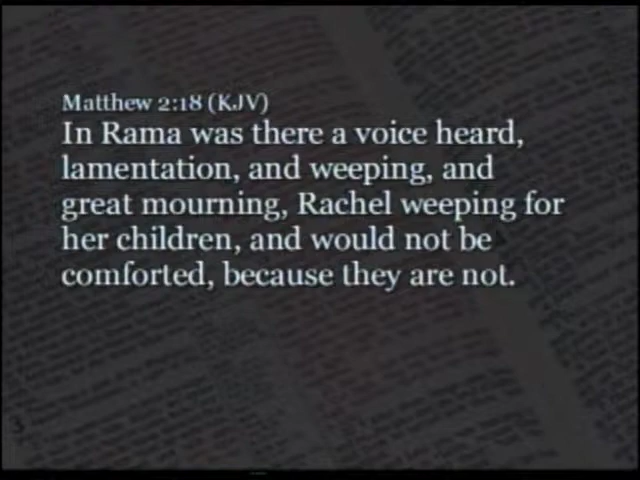 Matthew 2:18 (KJV)
In Rama was there a voice heard,
lamentation, and weeping, and
great mourning, Rachel weeping for
her children, and would not be
comforted, because they are not.